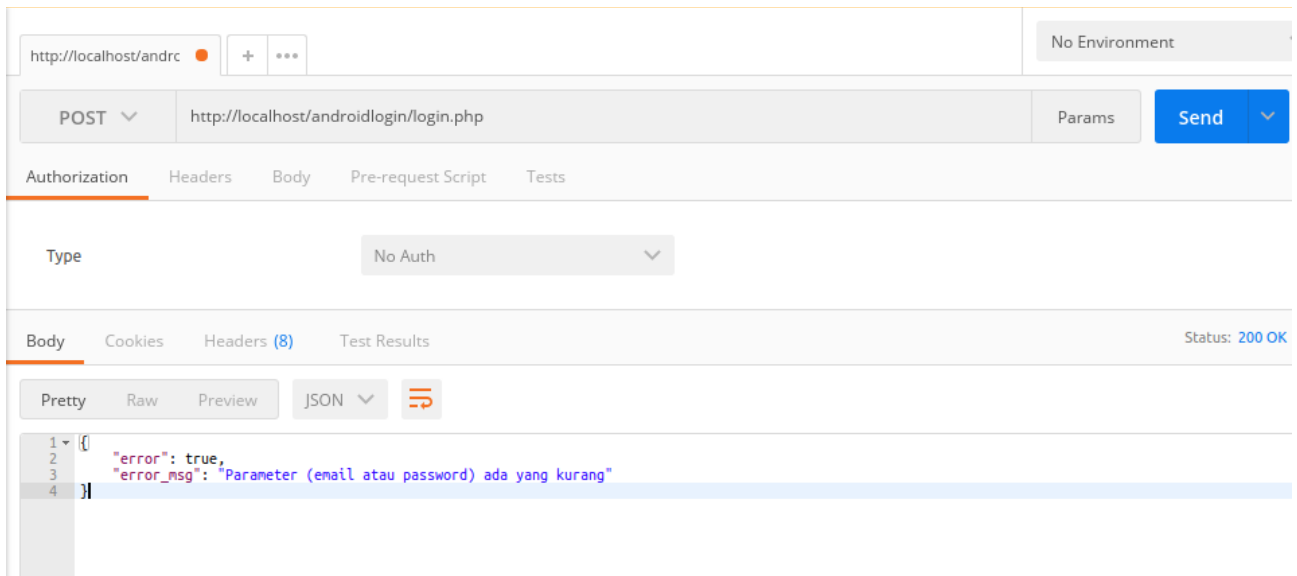 http://localhost/andrc + •••
No Environment
POST http://localhost/androidlogin/login.php Params Send
Authorization Headers Body Pre-request Script Tests
Type No Auth
Body Cookies Headers (8) Test Results Status: 200 OK
Pretty Raw Preview JSON
1 {
2 "error": true,
3 "error_msg": "Parameter (email atau password) ada yang kurang"
4 }